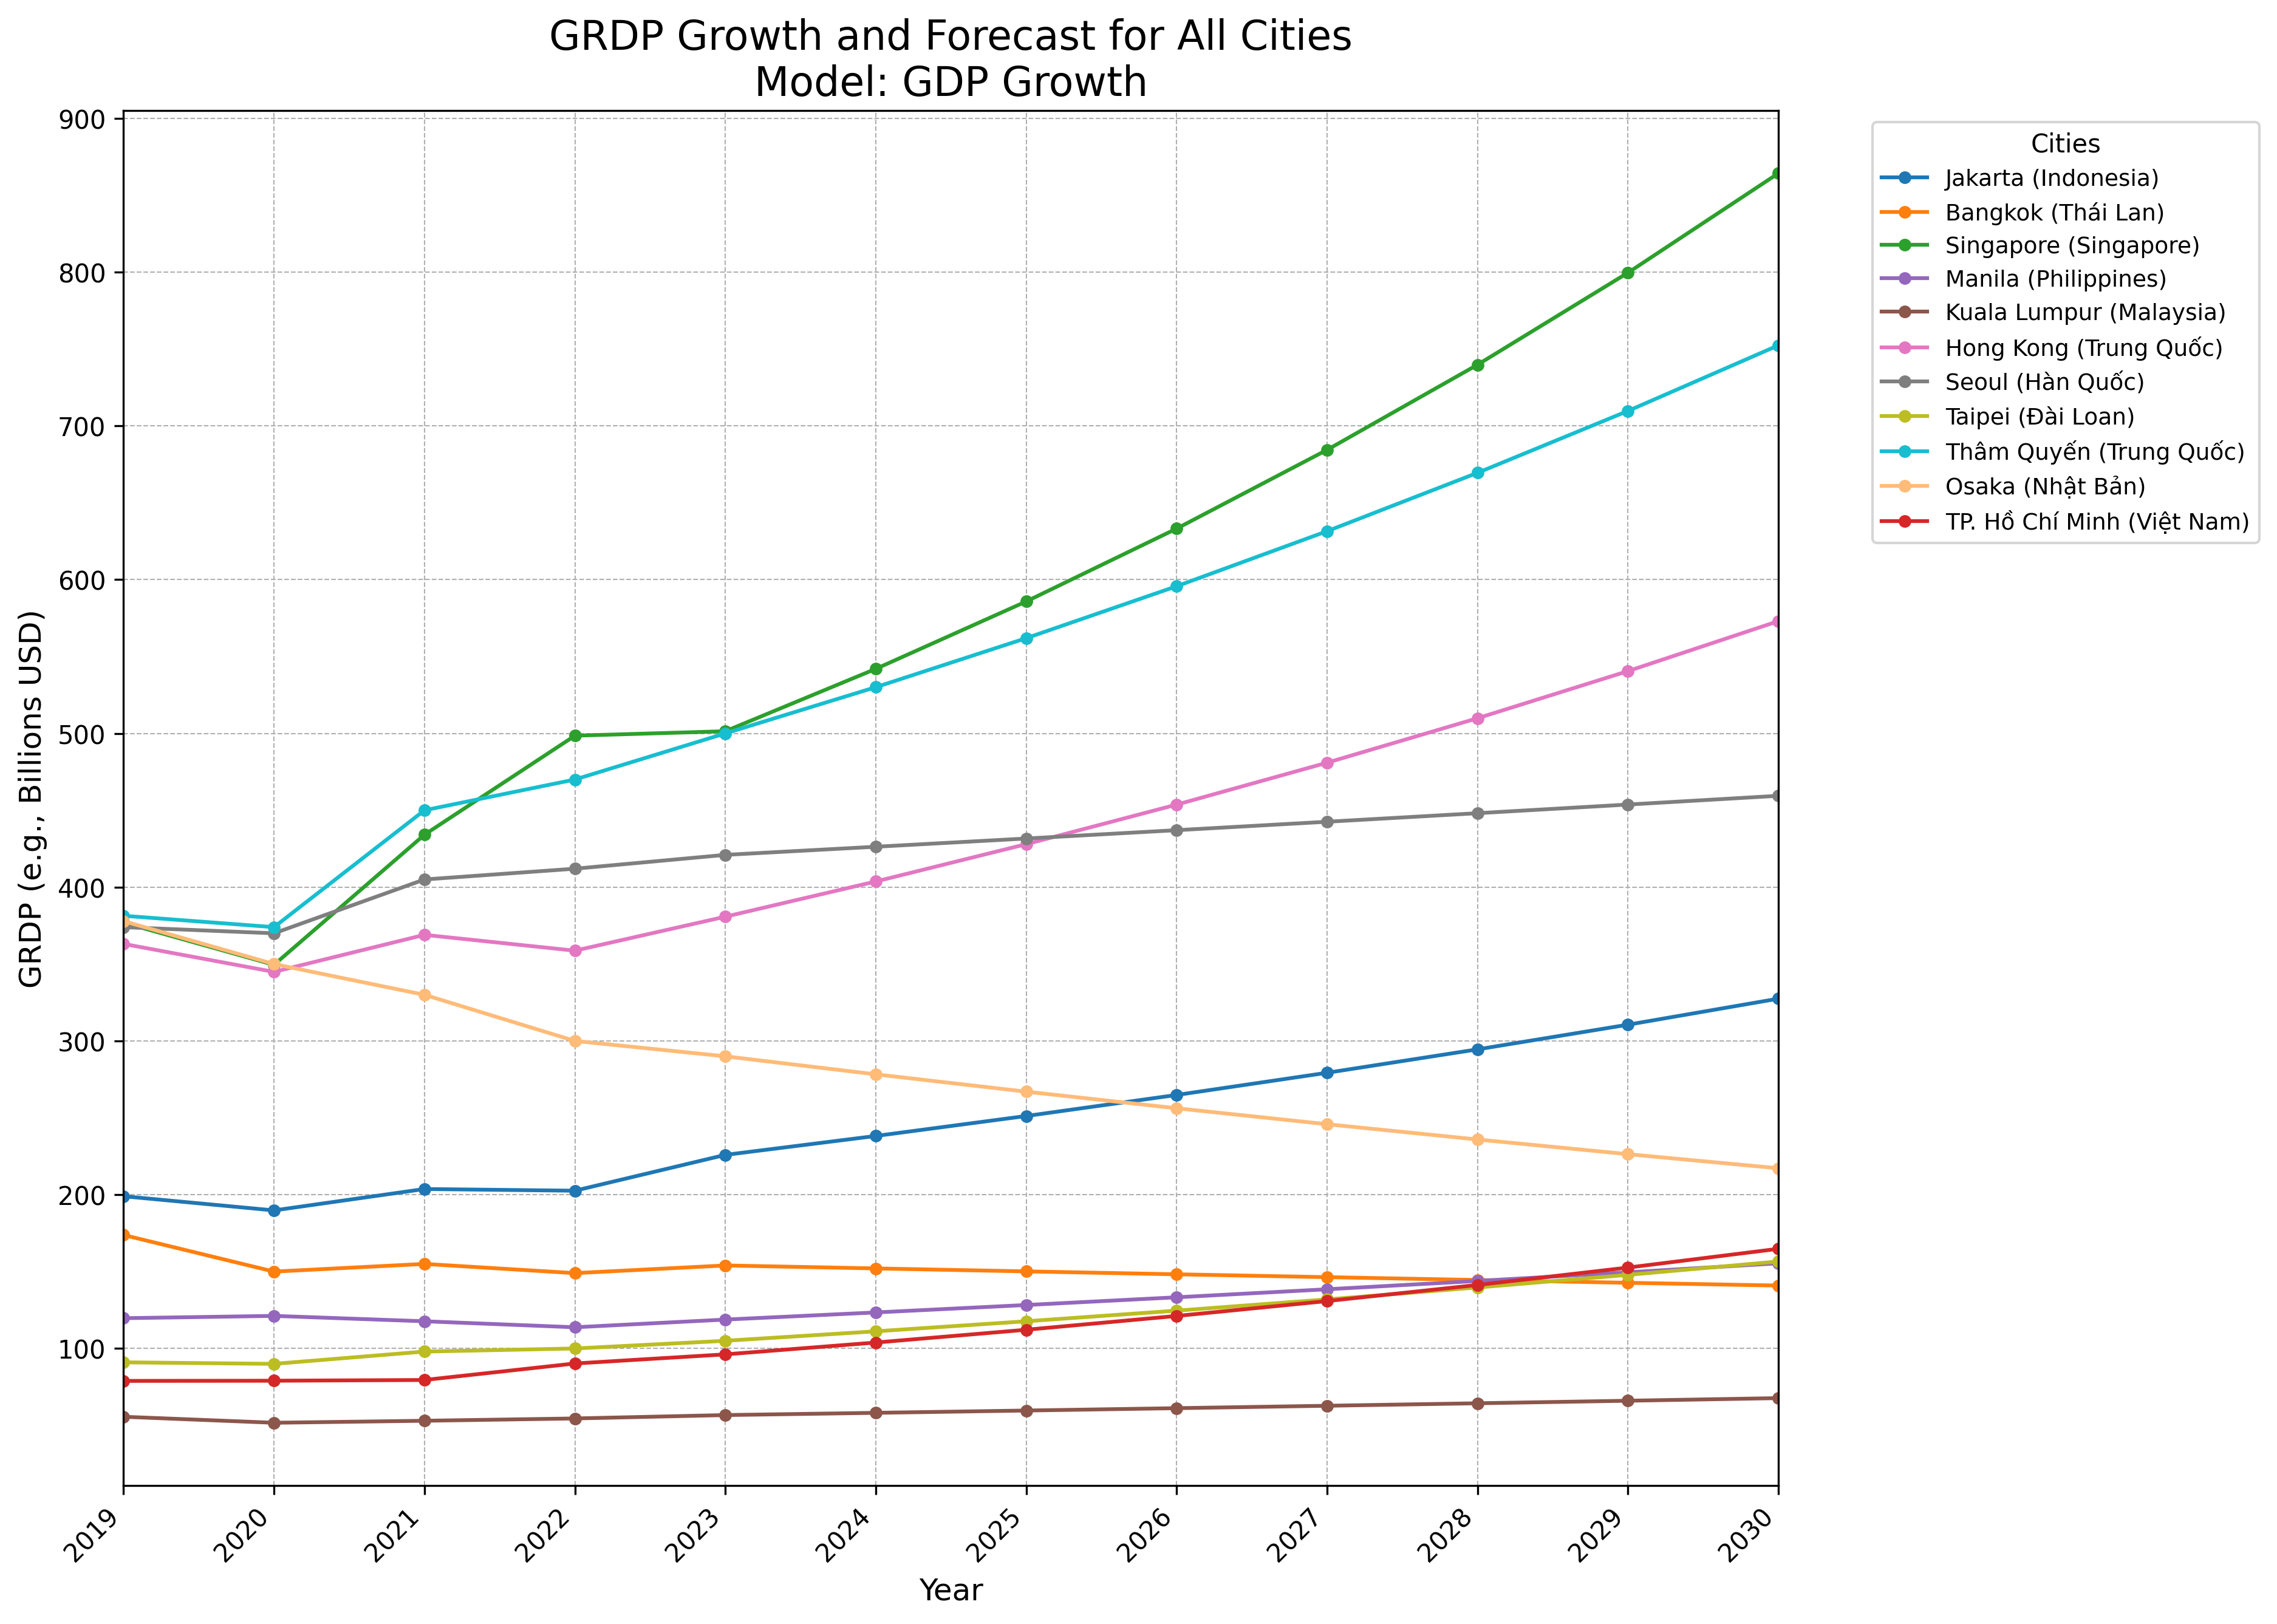 GRDP Growth and Forecast for All Cities
Model: GDP Growth
900
800
700
600
500
400
300
200
100
GRDP (e.g., Billions USD)
2019
2020
2021
2022
2023
2024
2025
2026
2027
2028
2029
2030
Year
Cities
Jakarta (Indonesia)
Bangkok (Thái Lan)
Singapore (Singapore)
Manila (Philippines)
Kuala Lumpur (Malaysia)
Hong Kong (Trung Quốc)
Seoul (Hàn Quốc)
Taipei (Đài Loan)
Thâm Quyến (Trung Quốc)
Osaka (Nhật Bản)
TP. Hồ Chí Minh (Việt Nam)